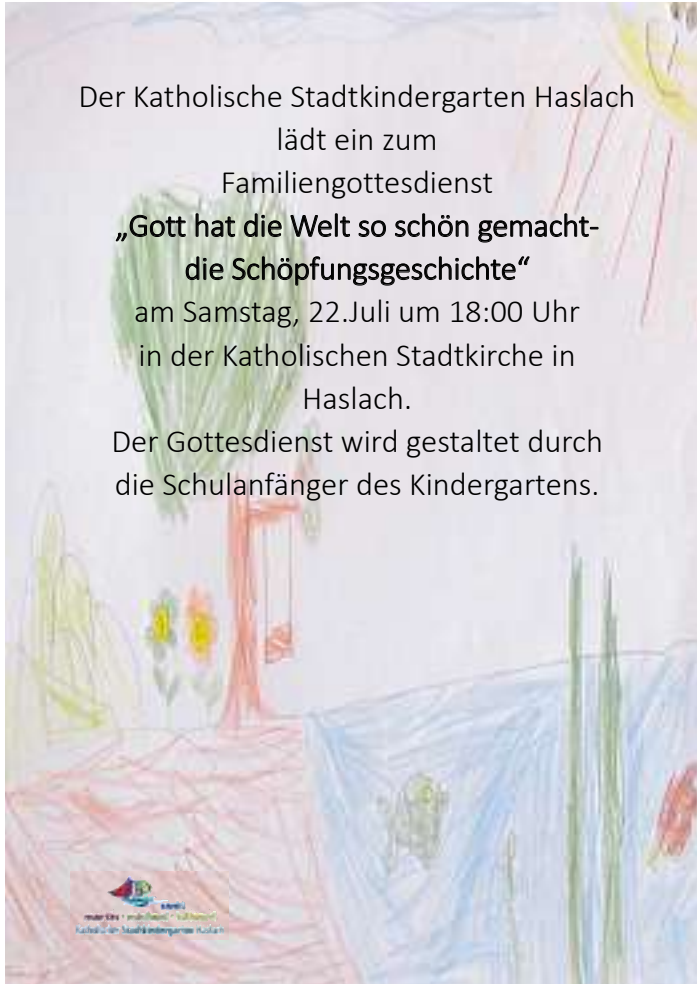 Der Katholische Stadtkindergarten Haslach
lädt ein zum
Familiengottesdienst
„Gott hat die Welt so schön gemacht-
die Schöpfungsgeschichte“
am Samstag, 22.Juli um 18:00 Uhr
in der Katholischen Stadtkirche in
Haslach.
Der Gottesdienst wird gestaltet durch
die Schulanfänger des Kindergartens.
Stadtkindergarten Haslach